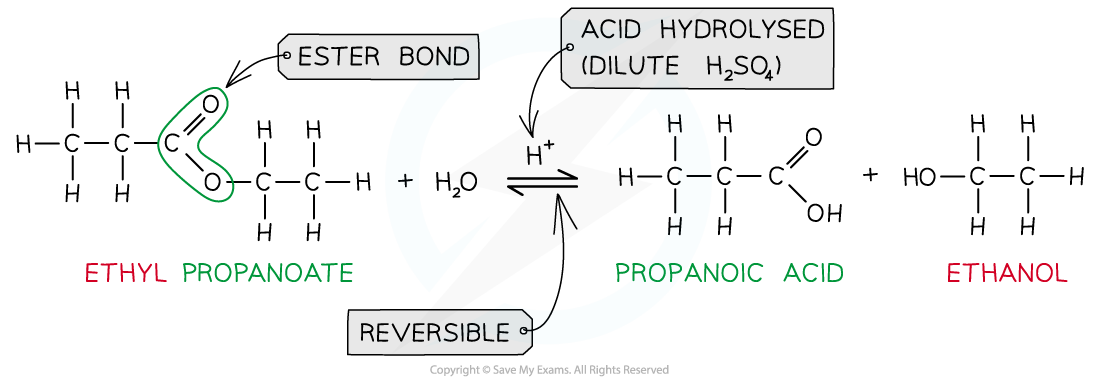 ESTER BOND
ACID HYDROLYSED
(DILUTE H₂SO₄)
H H
H C C C O
H H O
H H
C C H
H H
+ H₂O
H⁺
H H
H C C C O
H H OH
+
H H
HO C C H
H H
ETHYL PROPANOATE
PROPANOIC ACID
ETHANOL
REVERSIBLE
Copyright © Save My Exams. All Rights Reserved